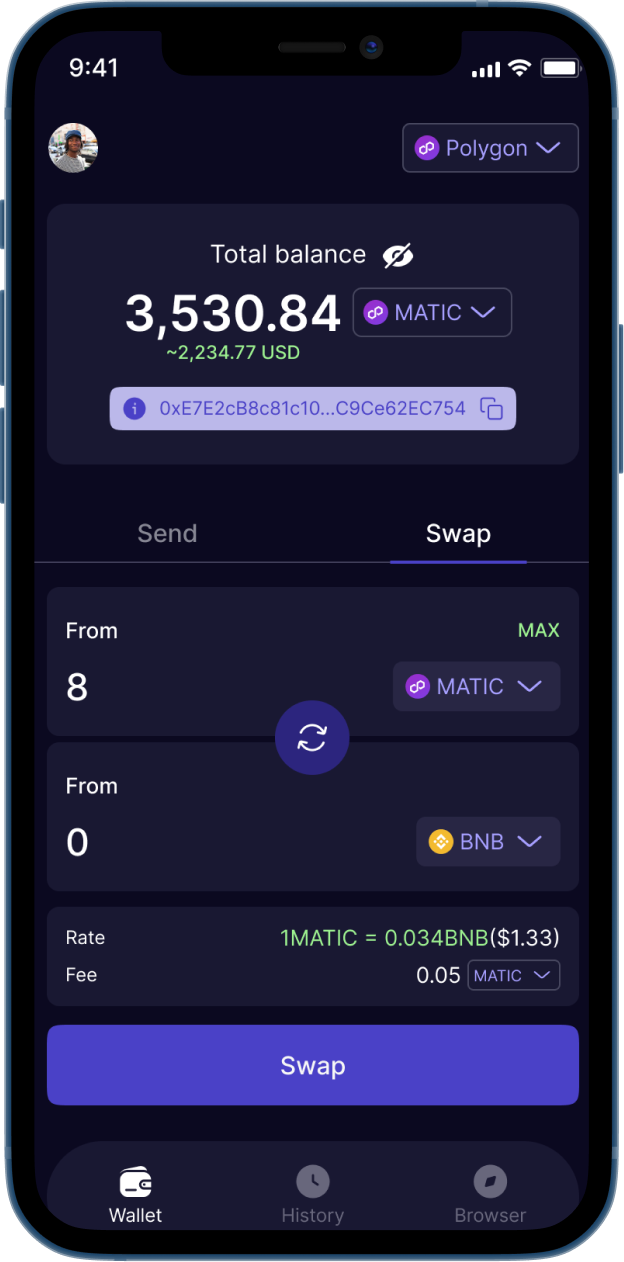 9:41
Polygon
Total balance
3,530.84 MATIC
~2,234.77 USD
0xE7E2cB8c81c10...C9Ce62EC754
Send Swap
From MAX
8 MATIC
From
0 BNB
Rate 1MATIC = 0.034BNB($1.33)
Fee 0.05 MATIC
Swap
Wallet History Browser